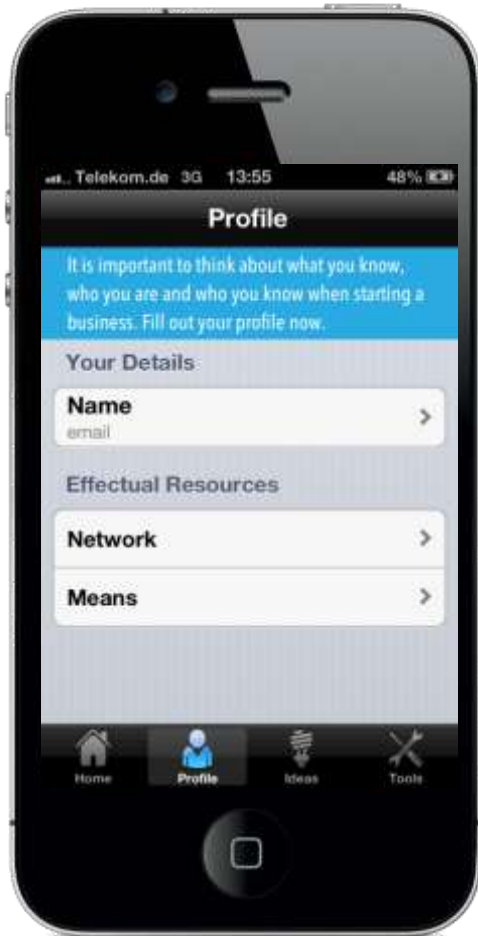 Telekom.de 3G 13:55 48%
Profile
It is important to think about what you know,
who you are and who you know when starting a
business. Fill out your profile now.
Your Details
Name
email
Effectual Resources
Network
Means
Home Profile Ideas Tools